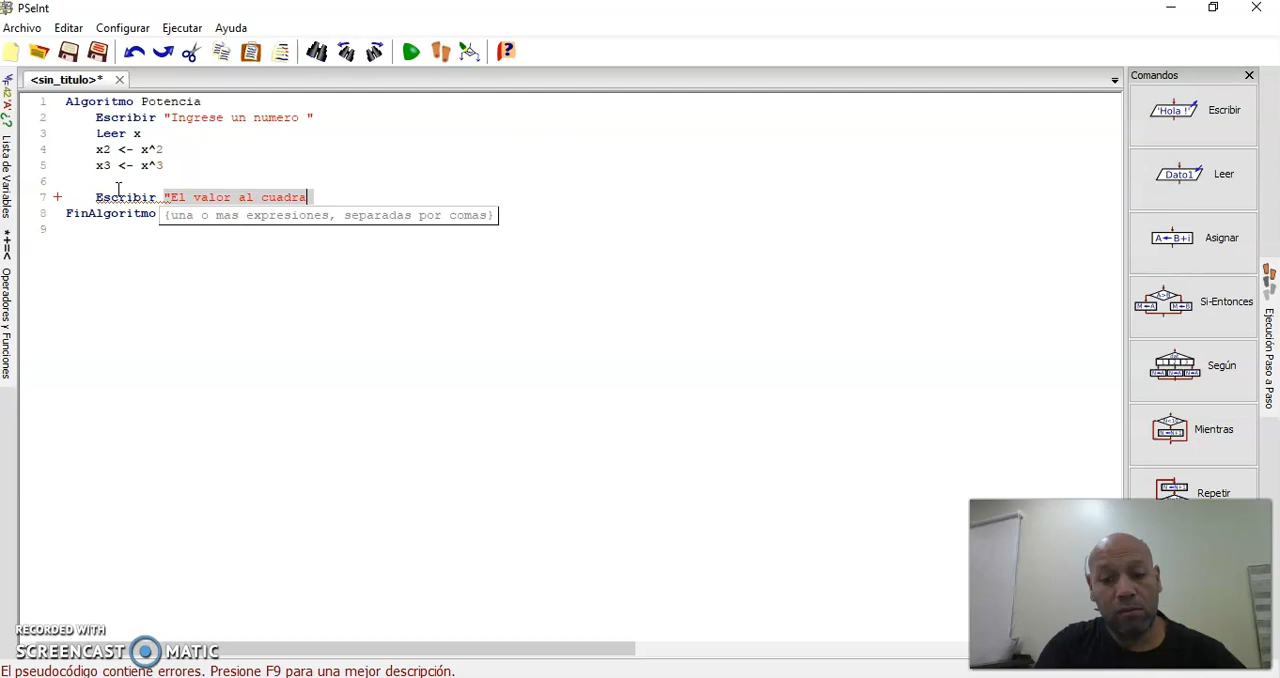 PSeInt
Archivo Editar Configurar Ejecutar Ayuda
<sin_titulo>*
Comandos
1 Algoritmo Potencia
2 Escribir "Ingrese un numero "
3 Leer x
4 x2 <- x^2
5 x3 <- x^3
6
7 Escribir "El valor al cuadra
8 FinAlgoritmo
{una o mas expresiones, separadas por comas}
9
Lista de Variables
*+=<
Operadores y Funciones
'Hola !' Escribir
Dato1 Leer
A←B+i Asignar
Si-Entonces
Según
Mientras
Repetir
Ejecución Paso a Paso
RECORDED WITH
SCREENCAST MATIC
El pseudocódigo contiene errores. Presione F9 para una mejor descripción.